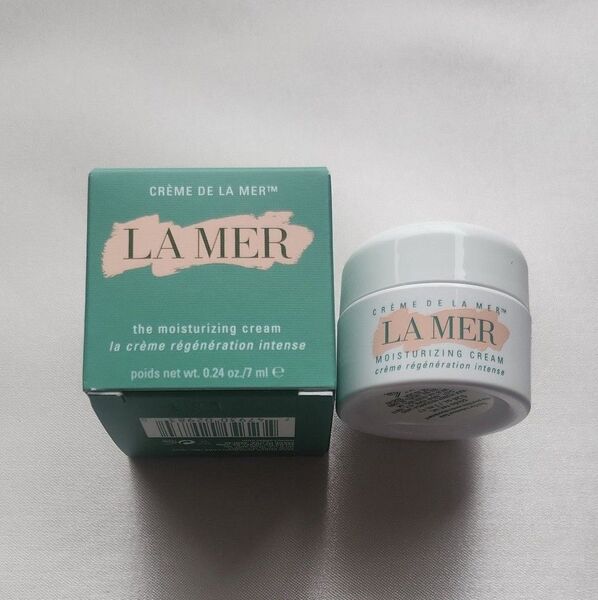 CRÈME DE LA MER™
LA MER
the moisturizing cream
la crème régénération intense
poids net wt. 0.24 oz./7 ml ℮
CRÈME DE LA MER™
LA MER
MOISTURIZING CREAM
crème régénération intense